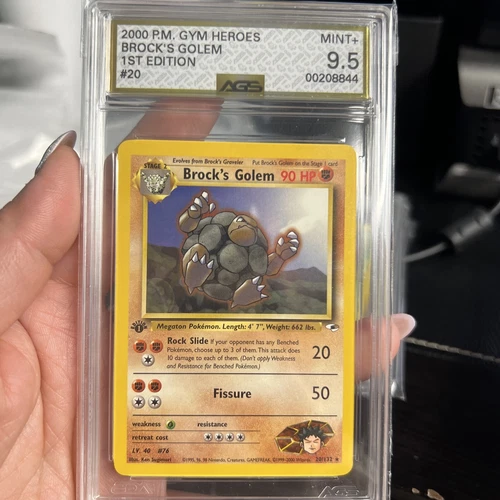 2000 P.M. GYM HEROES
BROCK'S GOLEM
1ST EDITION
#20
MINT+
9.5
00208844
AGS
STAGE 2
Evolves from Brock's Graveler
Put Brock's Golem on the Stage 1 card
Brock's Golem 90 HP
Megaton Pokémon. Length: 4' 7", Weight: 662 lbs.
Rock Slide If your opponent has any Benched
Pokémon, choose up to 3 of them. This attack does
10 damage to each of them. (Don't apply Weakness
and Resistance for Benched Pokémon.)
20
Fissure
50
weakness
resistance
retreat cost
LV. 40 #76
Illus. Ken Sugimori
20/132
AGS